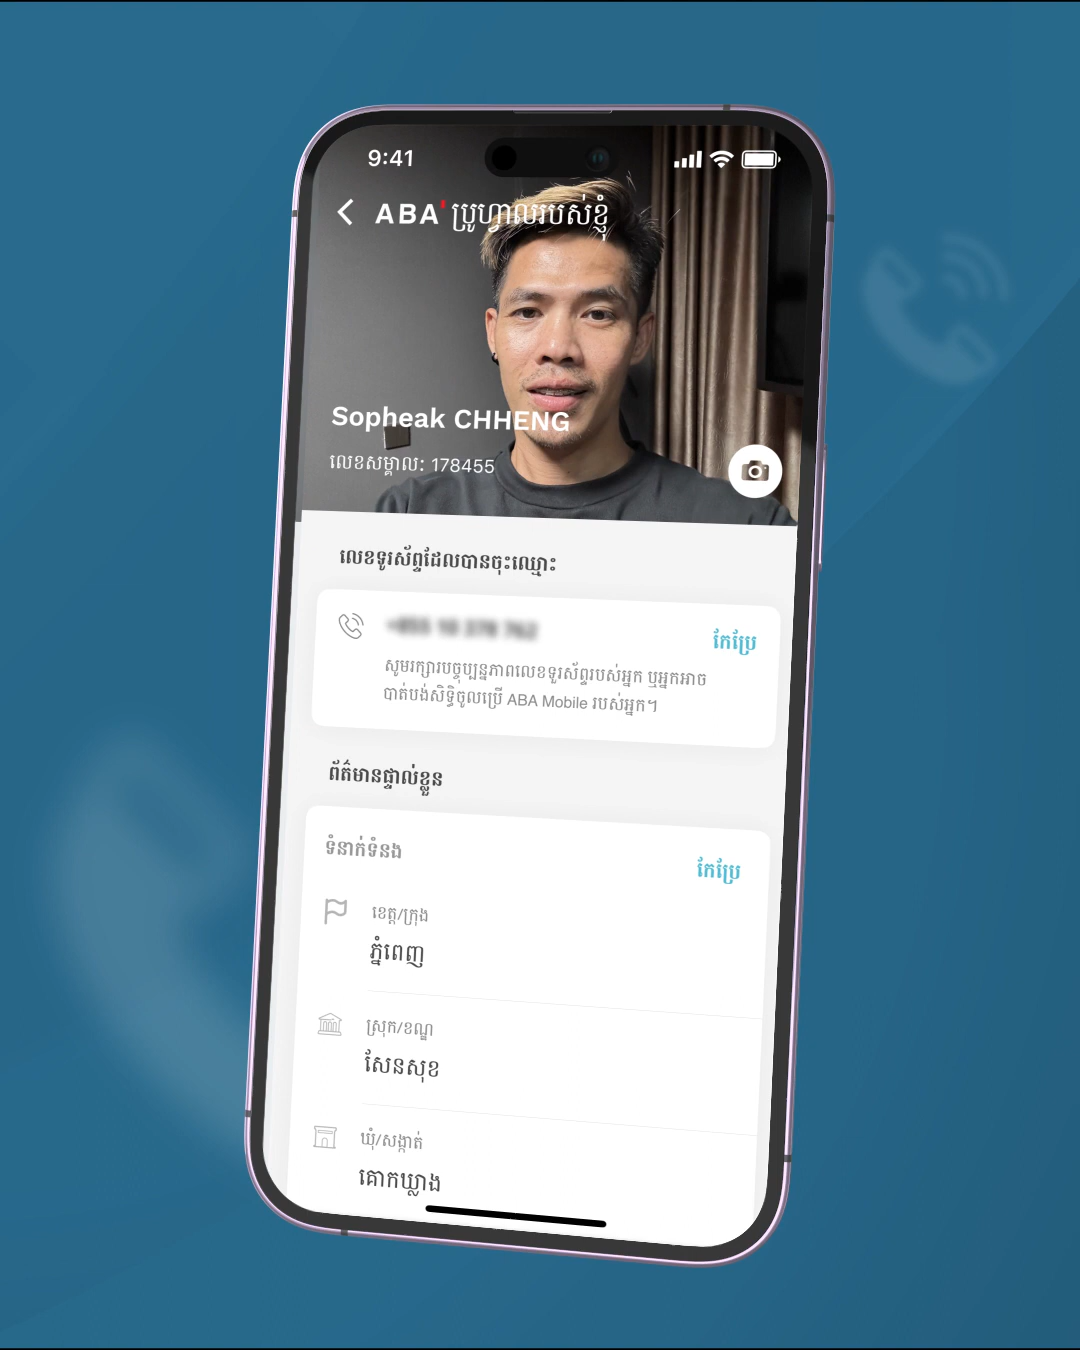 9:41
ABA' ប្រូហ្វាលរបស់ខ្ញុំ
Sopheak CHHENG
លេខសម្គាល់: 178455
លេខទូរស័ព្ទដែលបានចុះឈ្មោះ
កែប្រែ
សូមរក្សារបច្ចុប្បន្នភាពលេខទូរស័ព្ទរបស់អ្នក ឬអ្នកអាច
បាត់បង់សិទ្ធិចូលប្រើ ABA Mobile របស់អ្នក។
ព័ត៌មានផ្ទាល់ខ្លួន
ទំនាក់ទំនង
កែប្រែ
ខេត្ត/ក្រុង
ភ្នំពេញ
ស្រុក/ខណ្ឌ
សែនសុខ
ឃុំ/សង្កាត់
គោកឃ្លាង